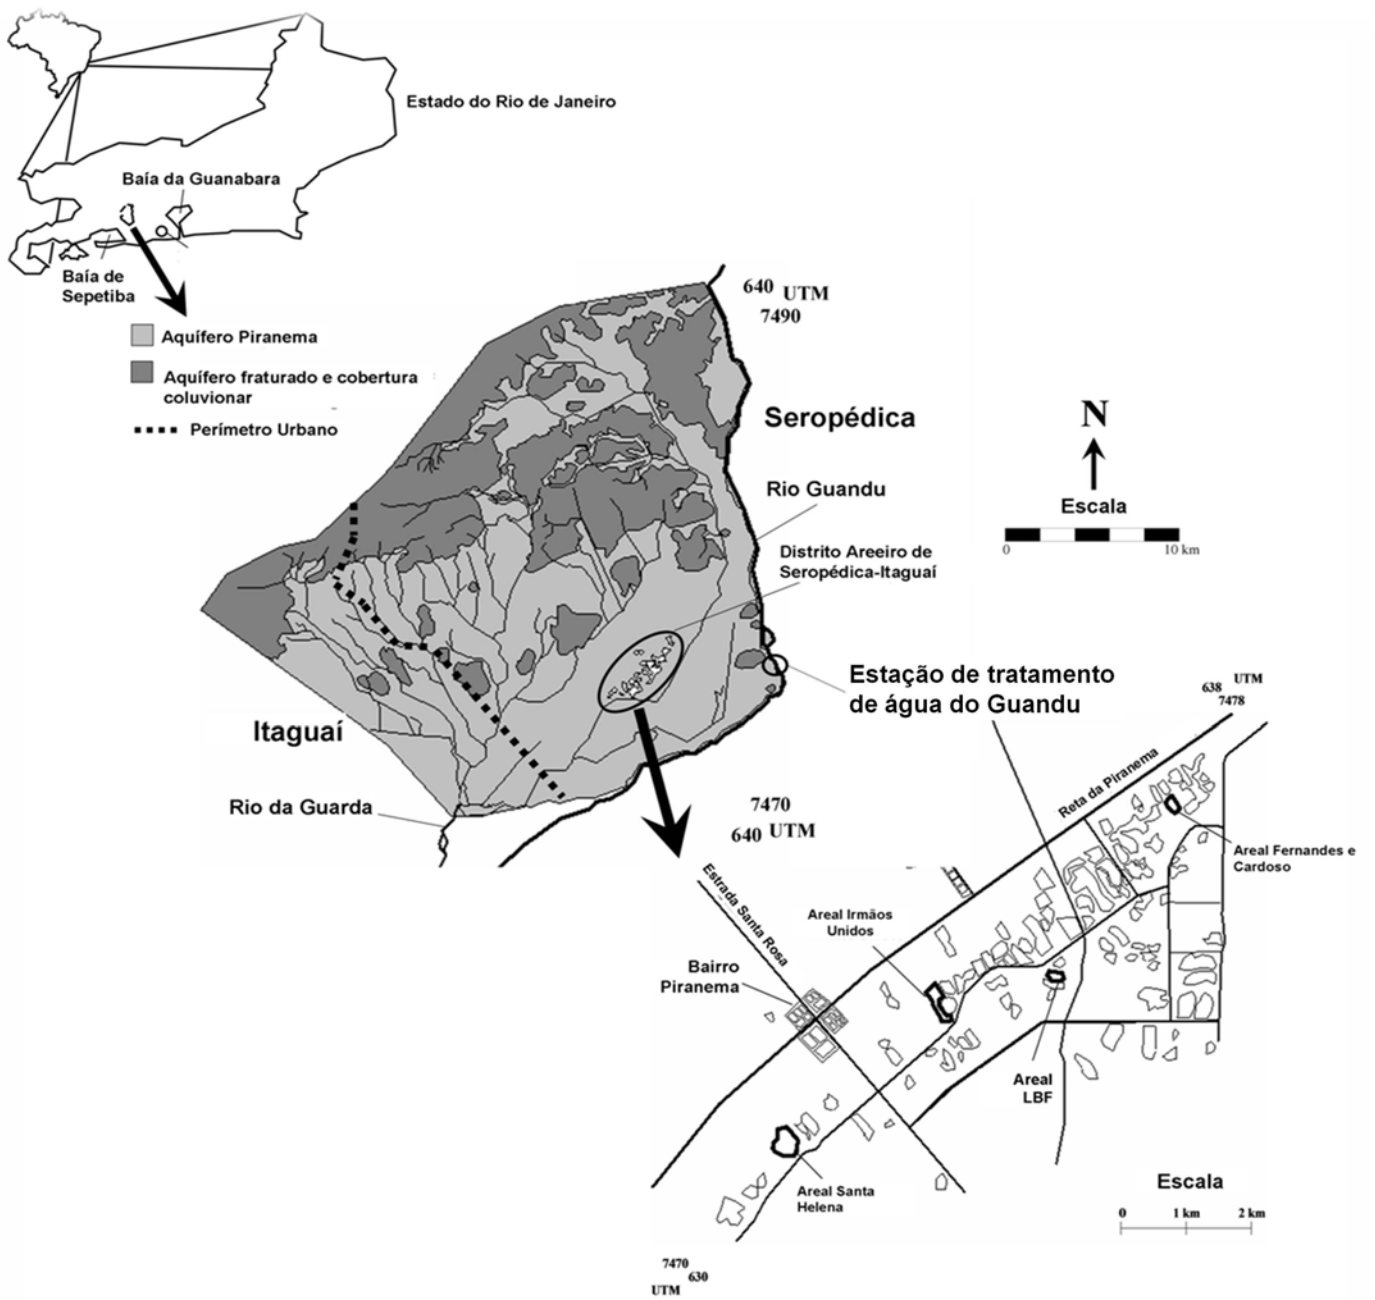 Estado do Rio de Janeiro
Baía da Guanabara
Baía de
Sepetiba
Aquífero Piranema
Aquífero fraturado e cobertura
coluvionar
Perímetro Urbano
640 UTM
7490
Seropédica
N
Escala
0 10 km
Rio Guandu
Distrito Areeiro de
Seropédica-Itaguaí
Estação de tratamento
de água do Guandu
Itaguaí
Rio da Guarda
7470
640 UTM
638 UTM
7478
Reta da Piranema
Areal Fernandes e
Cardoso
Estrada Santa Rosa
Areal Irmãos
Unidos
Bairro
Piranema
Areal
LBF
Areal Santa
Helena
Escala
0 1 km 2 km
7470
630
UTM